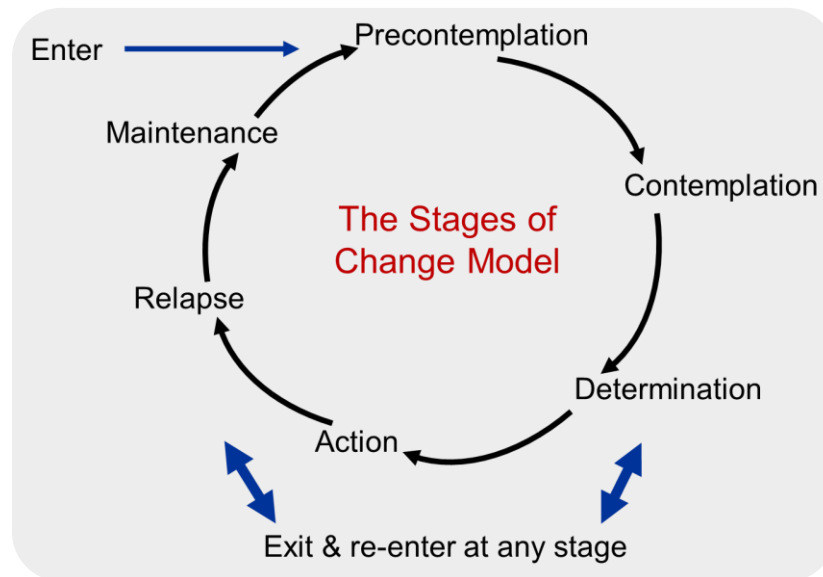 Enter
Precontemplation
Maintenance
Contemplation
The Stages of
Change Model
Relapse
Determination
Action
Exit & re-enter at any stage